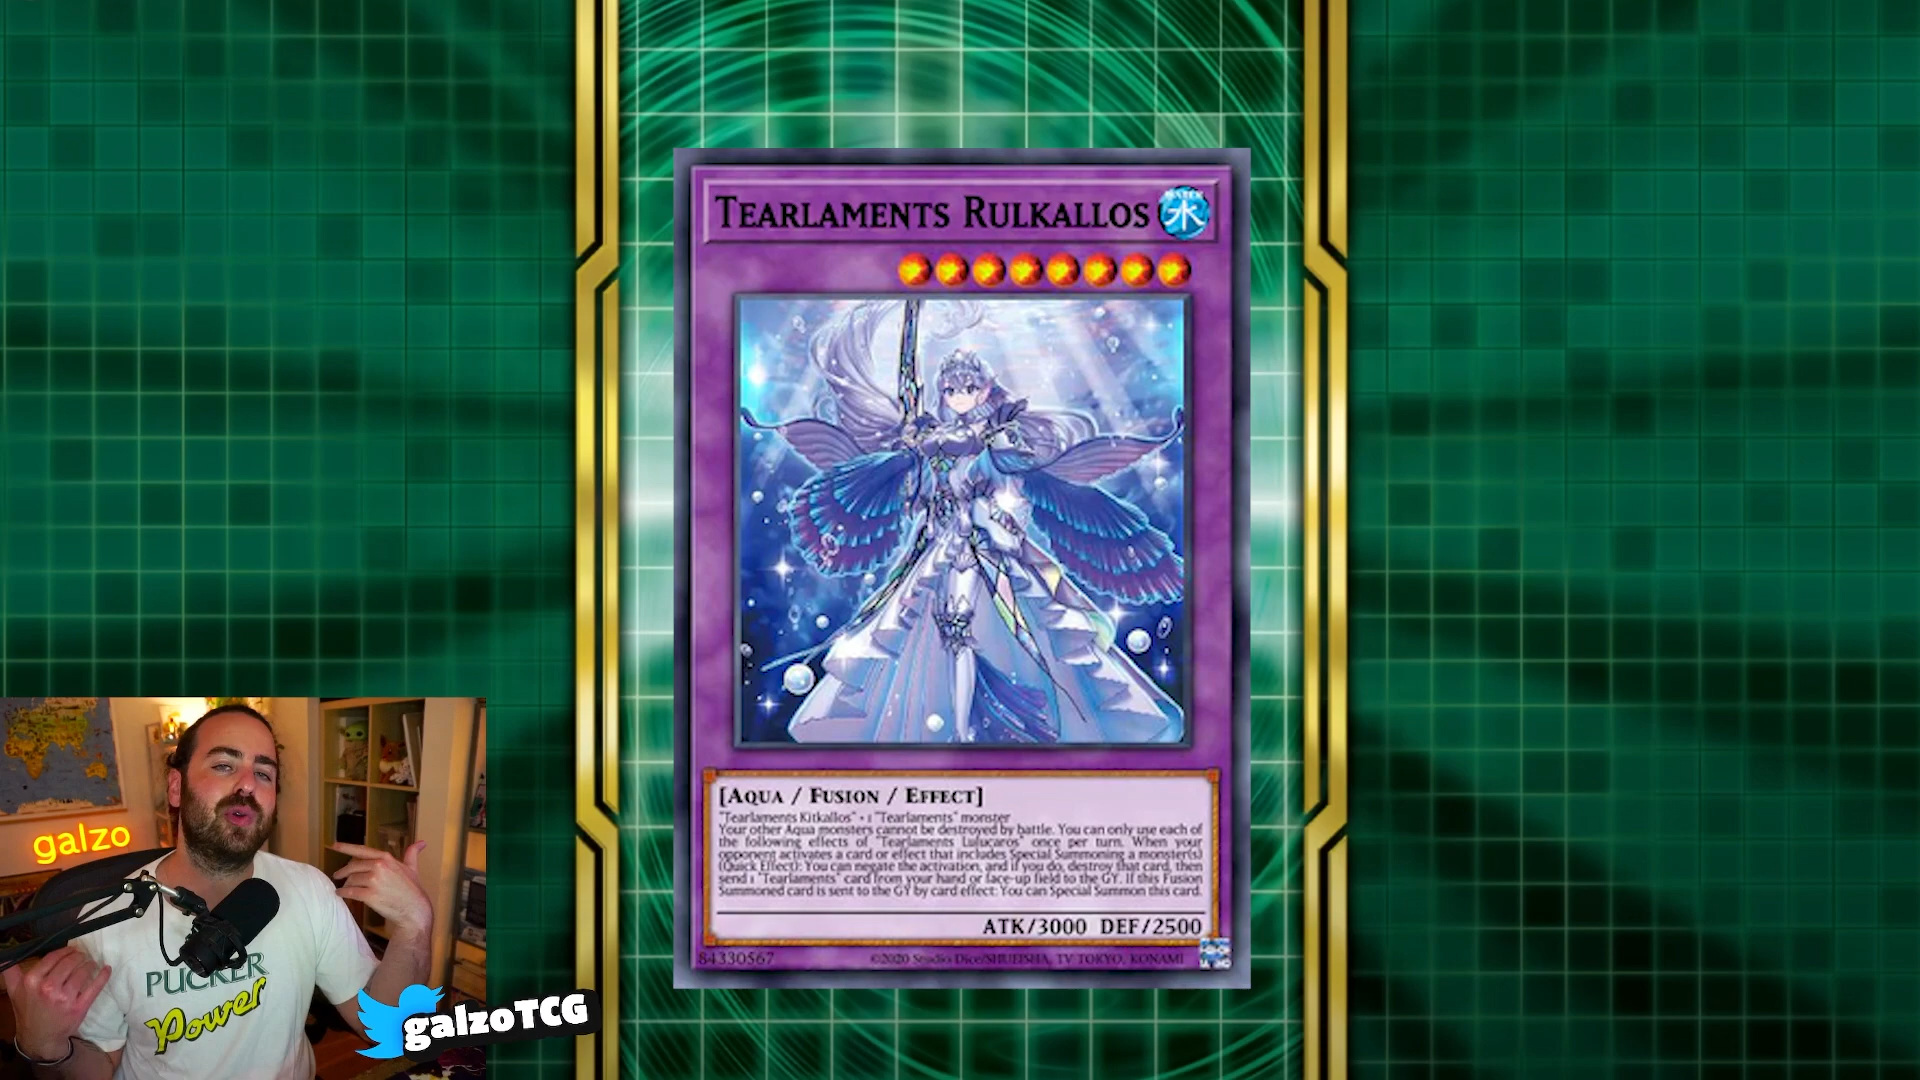 TEARLAMENTS RULKALLOS
WATER
水
[AQUA / FUSION / EFFECT]
"Tearlaments Kitkallos" + 1 "Tearlaments" monster
Your other Aqua monsters cannot be destroyed by battle. You can only use each of
the following effects of "Tearlaments Lulucaros" once per turn. When your
opponent activates a card or effect that includes Special Summoning a monster(s)
(Quick Effect): You can negate the activation, and if you do, destroy that card, then
send 1 "Tearlaments" card from your hand or face-up field to the GY. If this Fusion
Summoned card is sent to the GY by card effect: You can Special Summon this card.
ATK/3000 DEF/2500
84330567
©2020 Studio Dice/SHUEISHA, TV TOKYO, KONAMI
galzo
PUCKER
Power
galzoTCG